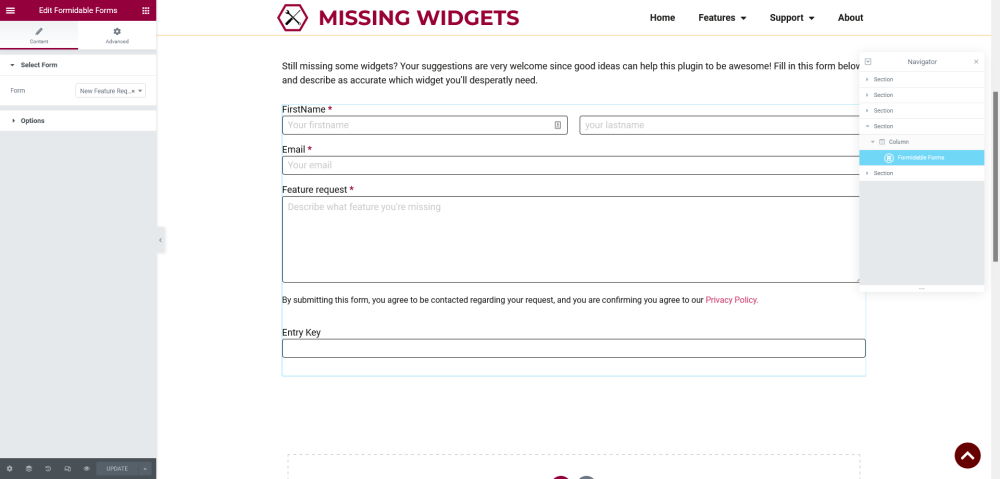 Edit Formidable Forms
Content
Advanced
Select Form
Form
New Feature Req...
Options
UPDATE
MISSING WIDGETS
Home
Features
Support
About
Still missing some widgets? Your suggestions are very welcome since good ideas can help this plugin to be awesome! Fill in this form below
and describe as accurate which widget you'll desperatly need.
FirstName *
Your firstname
your lastname
Email *
Your email
Feature request *
Describe what feature you're missing
By submitting this form, you agree to be contacted regarding your request, and you are confirming you agree to our Privacy Policy.
Entry Key
Navigator
Section
Section
Section
Section
Column
Formidable Forms
Section